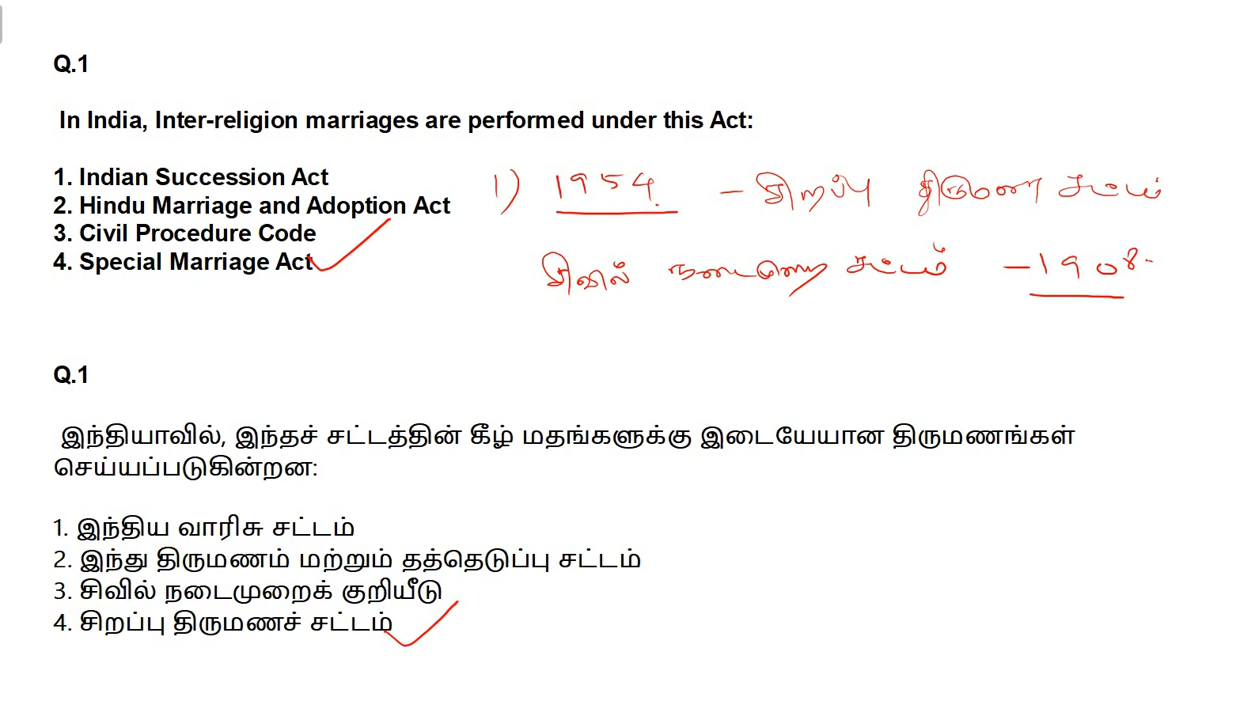 Q.1
In India, Inter-religion marriages are performed under this Act:
1. Indian Succession Act
2. Hindu Marriage and Adoption Act
3. Civil Procedure Code
4. Special Marriage Act
1) 1954 - சிறப்பு திருமண சட்டம்
சிவில் நடைமுறை சட்டம் - 1908
Q.1
இந்தியாவில், இந்தச் சட்டத்தின் கீழ் மதங்களுக்கு இடையேயான திருமணங்கள்
செய்யப்படுகின்றன:
1. இந்திய வாரிசு சட்டம்
2. இந்து திருமணம் மற்றும் தத்தெடுப்பு சட்டம்
3. சிவில் நடைமுறைக் குறியீடு
4. சிறப்பு திருமணச் சட்டம்